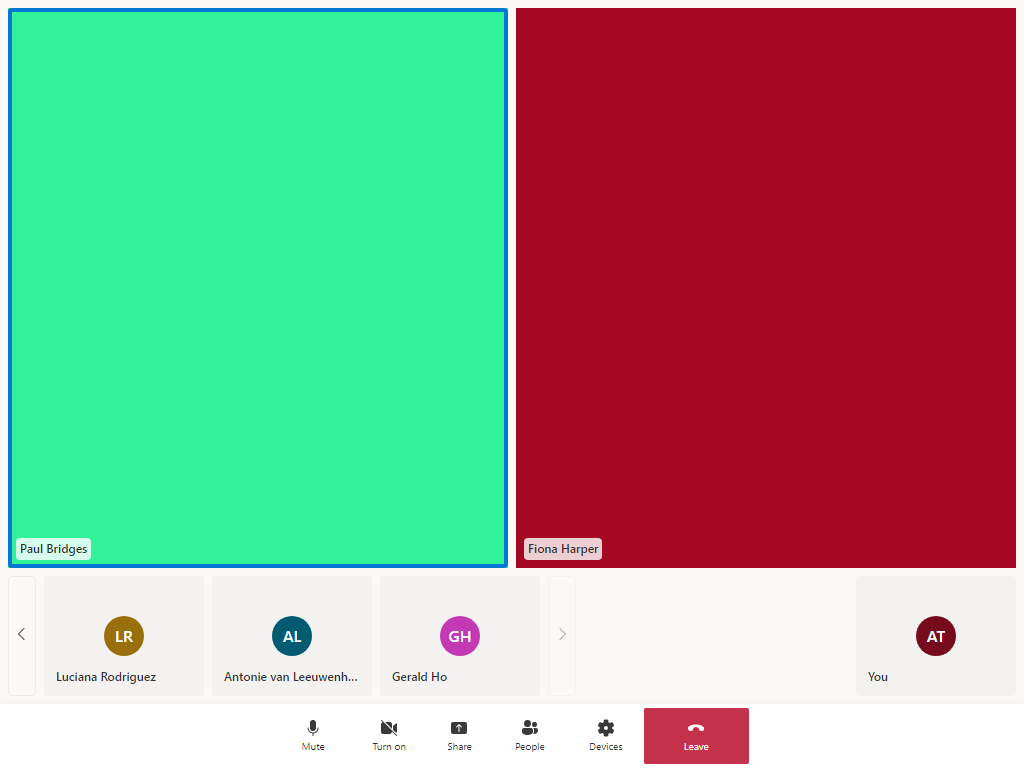 Paul Bridges
Fiona Harper
LR
Luciana Rodriguez
AL
Antonie van Leeuwenh...
GH
Gerald Ho
AT
You
Mute
Turn on
Share
People
Devices
Leave